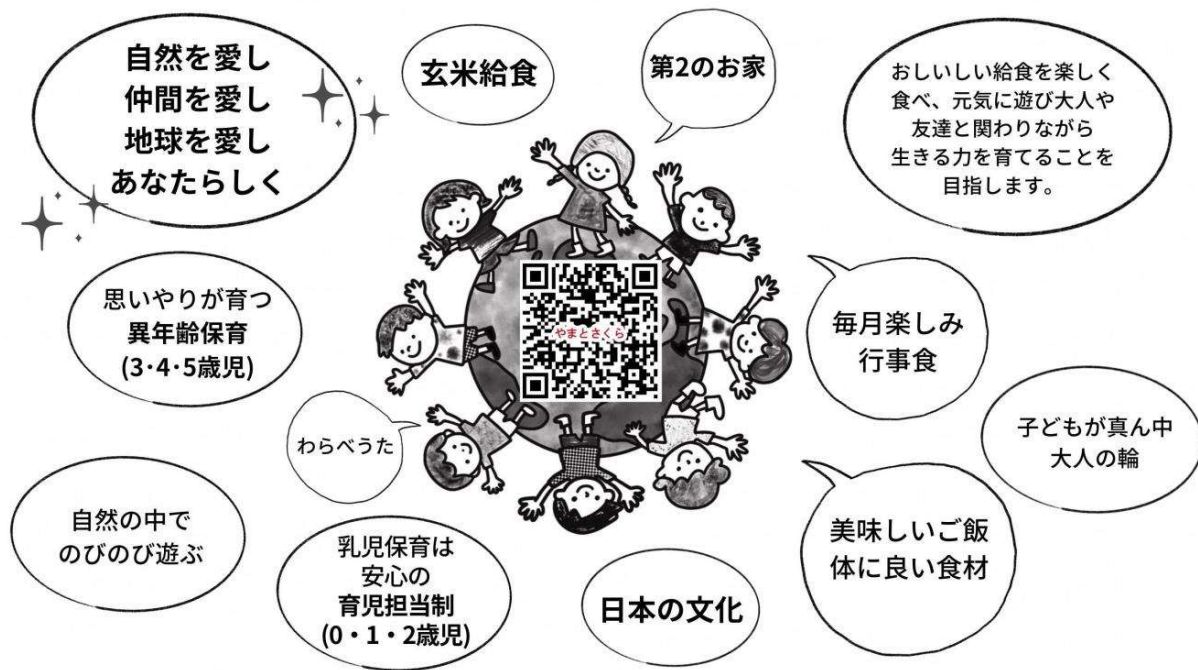 自然を愛し
仲間を愛し
地球を愛し
あなたらしく
玄米給食
第2のお家
おしいしい給食を楽しく
食べ、元気に遊び大人や
友達と関わりながら
生きる力を育てることを
目指します。
思いやりが育つ
異年齢保育
(3・4・5歳児)
やまとさくら
毎月楽しみ
行事食
わらべうた
子どもが真ん中
大人の輪
自然の中で
のびのび遊ぶ
乳児保育は
安心の
育児担当制
(0・1・2歳児)
日本の文化
美味しいご飯
体に良い食材